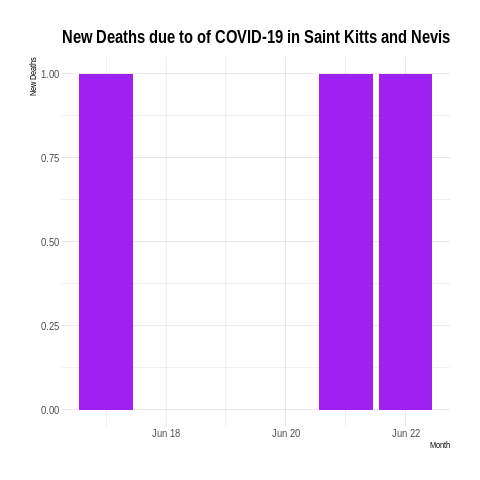 New Deaths due to of COVID-19 in Saint Kitts and Nevis
New Deaths
1.00
0.75
0.50
0.25
0.00
Jun 18
Jun 20
Jun 22
Month